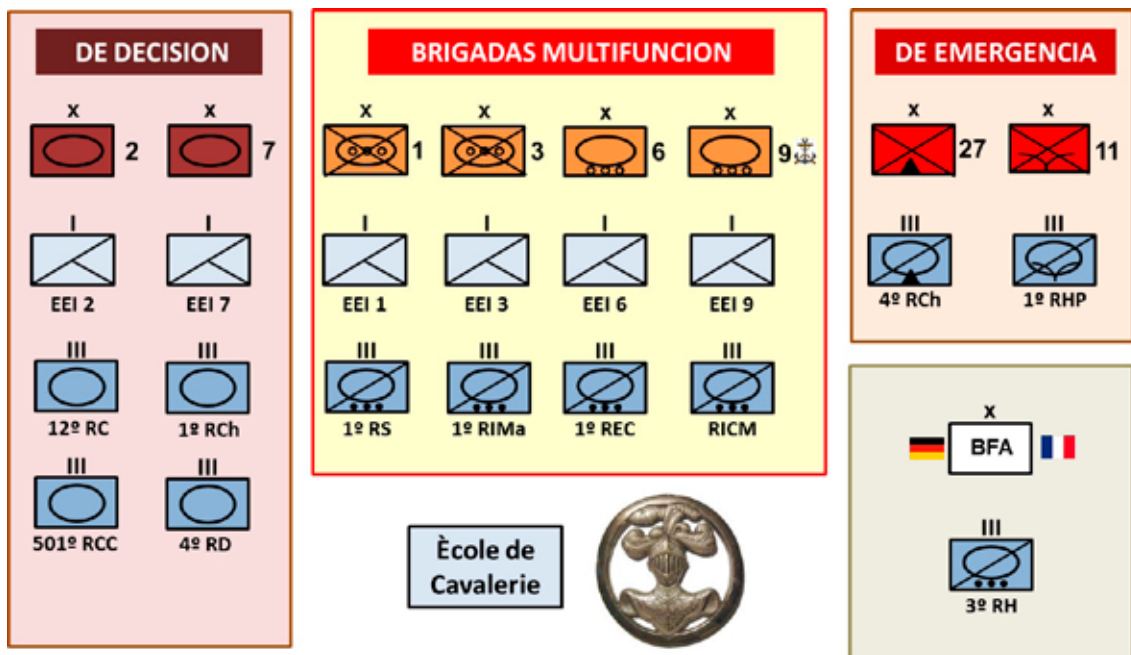 DE DECISION
X X
2 7
I I
EEI 2 EEI 7
III III
12º RC 1º RCh
III III
501º RCC 4º RD
BRIGADAS MULTIFUNCION
X X X X
1 3 6 9
I I I I
EEI 1 EEI 3 EEI 6 EEI 9
III III III III
1º RS 1º RIMa 1º REC RICM
DE EMERGENCIA
X X
27 11
III III
4º RCh 1º RHP
X
BFA
III
3º RH
Ècole de
Cavalerie